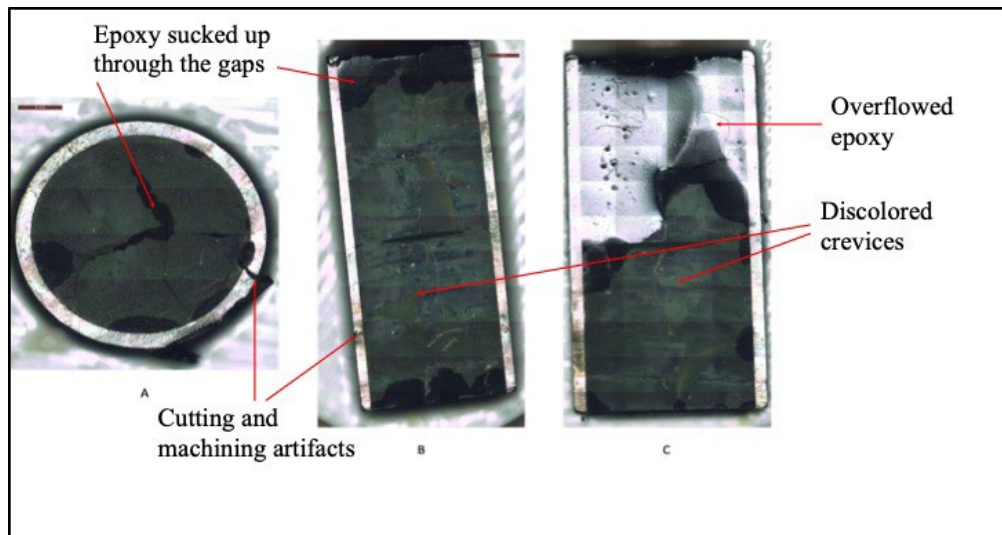 Epoxy sucked up
through the gaps
Overflowed
epoxy
Discolored
crevices
Cutting and
machining artifacts
A
B
C